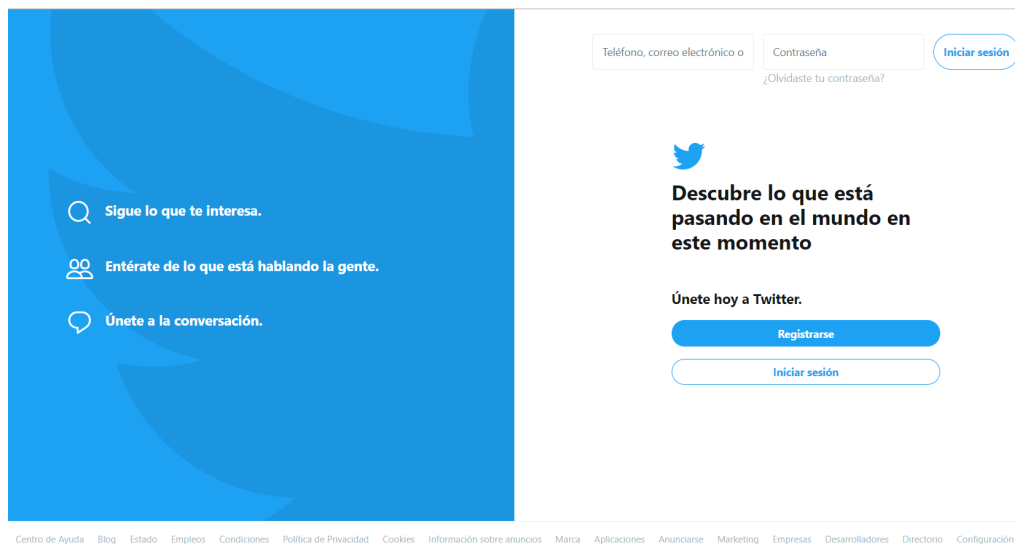 Teléfono, correo electrónico o
Contraseña
Iniciar sesión
¿Olvidaste tu contraseña?
Sigue lo que te interesa.
Entérate de lo que está hablando la gente.
Únete a la conversación.
Descubre lo que está
pasando en el mundo en
este momento
Únete hoy a Twitter.
Registrarse
Iniciar sesión
Centro de Ayuda Blog Estado Empleos Condiciones Política de Privacidad Cookies Información sobre anuncios Marca Aplicaciones Anunciarse Marketing Empresas Desarrolladores Directorio Configuración